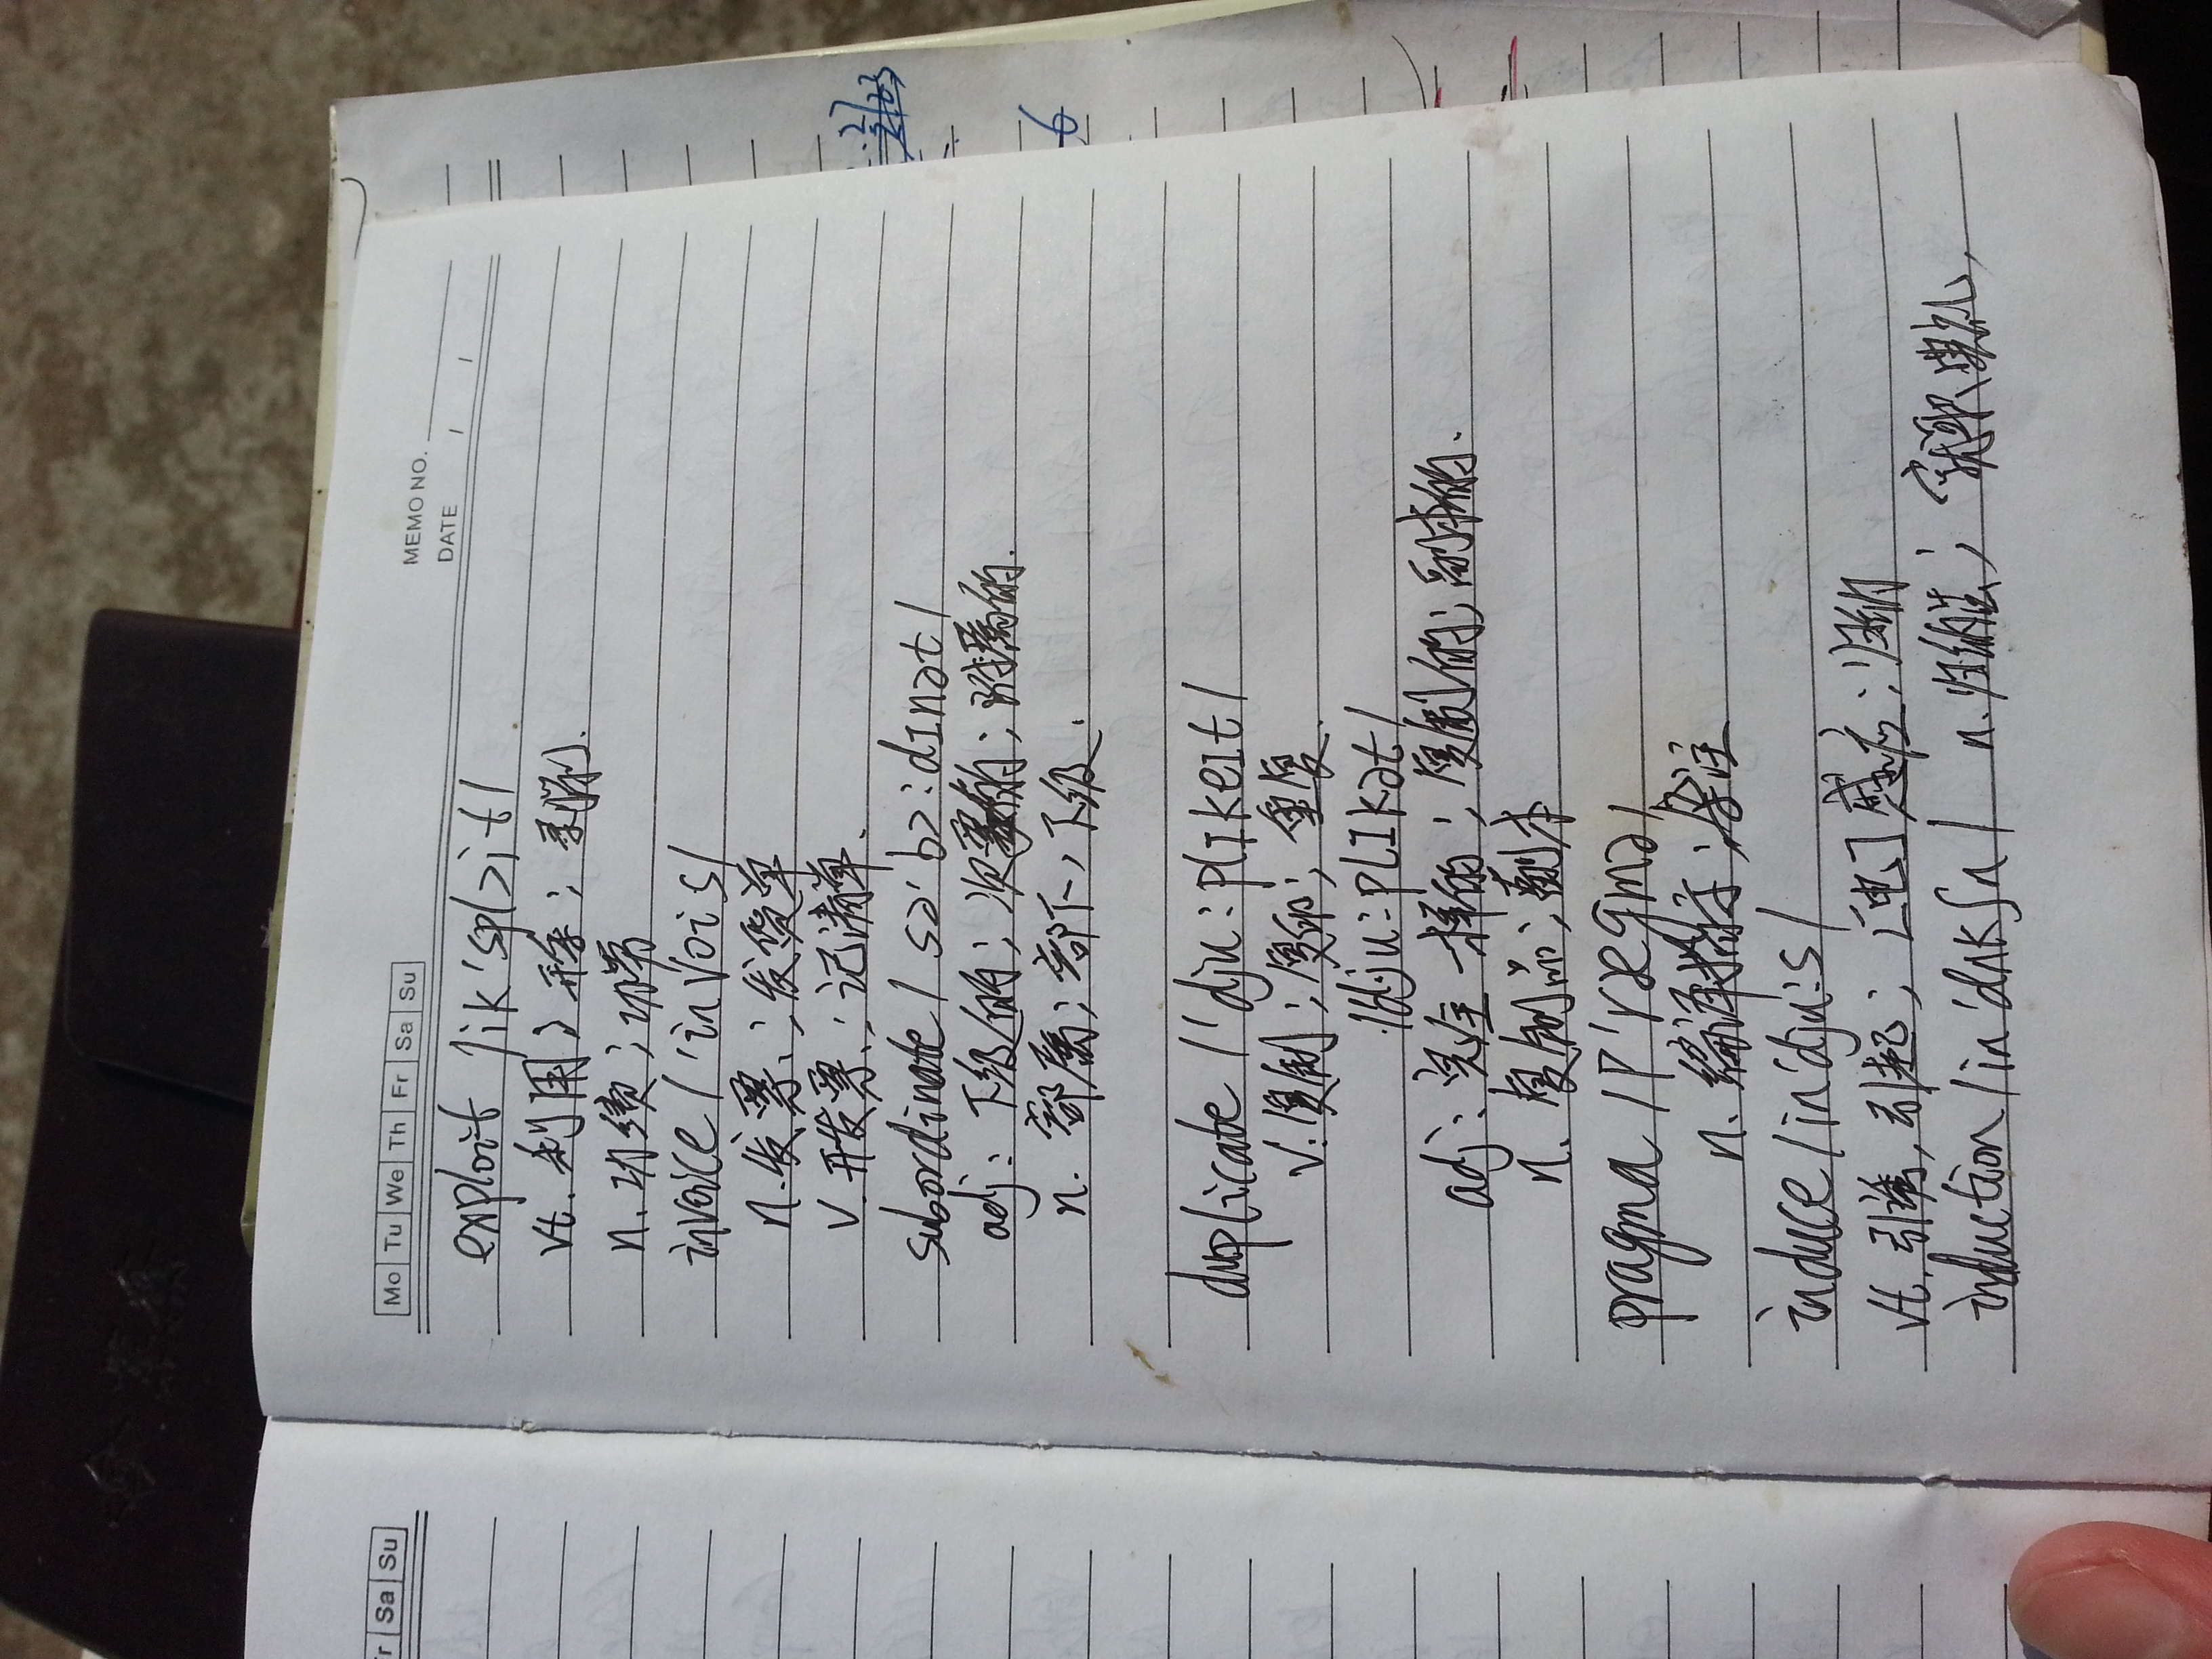 Sa Su
Mo Tu We Th Fr Sa Su
MEMO NO.
DATE / /
exploit /ik'splɔit/
vt. 利用；开采；剥削.
n. 功绩；功劳
invoice /'invois/
n. 发票；发货单
v. 开发票；记清单.
subordinate /sə'bɔ:dɪnət/
adj: 下级的；次要的；附属的.
n. 部属；部下，下级.
duplicate /'dju:plɪkeɪt/
v. 复制；复印；重复.
/dju:plɪkət/
adj: 完全一样的；复制的；副本的.
n. 复制品；副本
pragma /p'rægmə/
n. 编译指示；杂注
induce /in'dju:s/
vt. 引诱，引起；[电]感应；归纳
induction /in'dʌkʃn/ n. 归纳法；就职典礼，
6